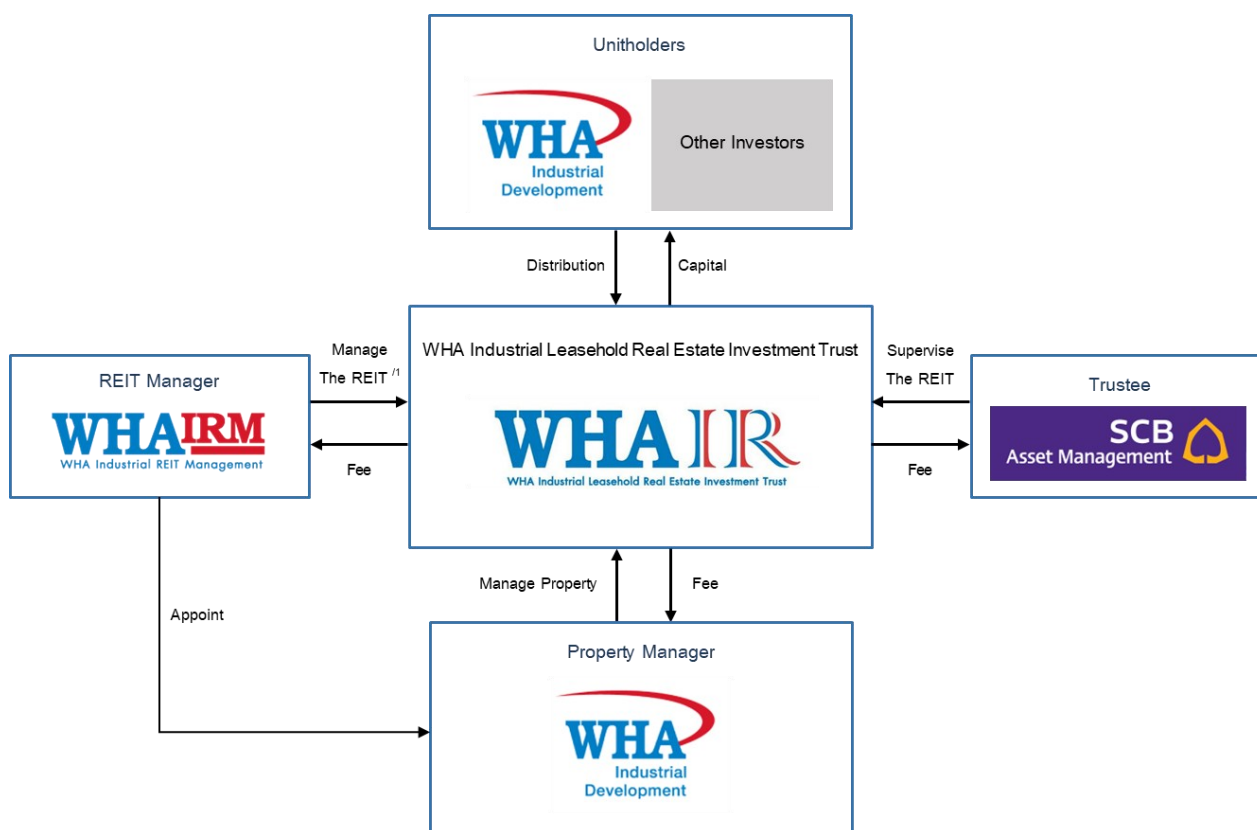 Unitholders
WHA
Industrial
Development
Other Investors
Distribution
Capital
WHA Industrial Leasehold Real Estate Investment Trust
WHAIR
WHA Industrial Leasehold Real Estate Investment Trust
REIT Manager
WHAIRM
WHA Industrial REIT Management
Manage
The REIT /1
Fee
Supervise
The REIT
Fee
Trustee
SCB
Asset Management
Manage Property
Fee
Appoint
Property Manager
WHA
Industrial
Development